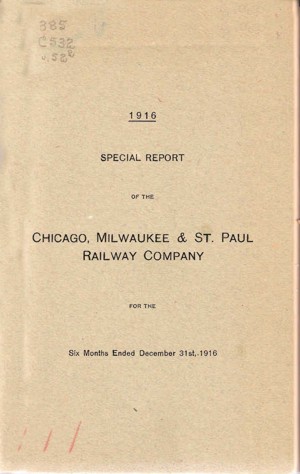 385
C532
1916
SPECIAL REPORT
OF THE
CHICAGO, MILWAUKEE & ST. PAUL
RAILWAY COMPANY
FOR THE
Six Months Ended December 31st, 1916